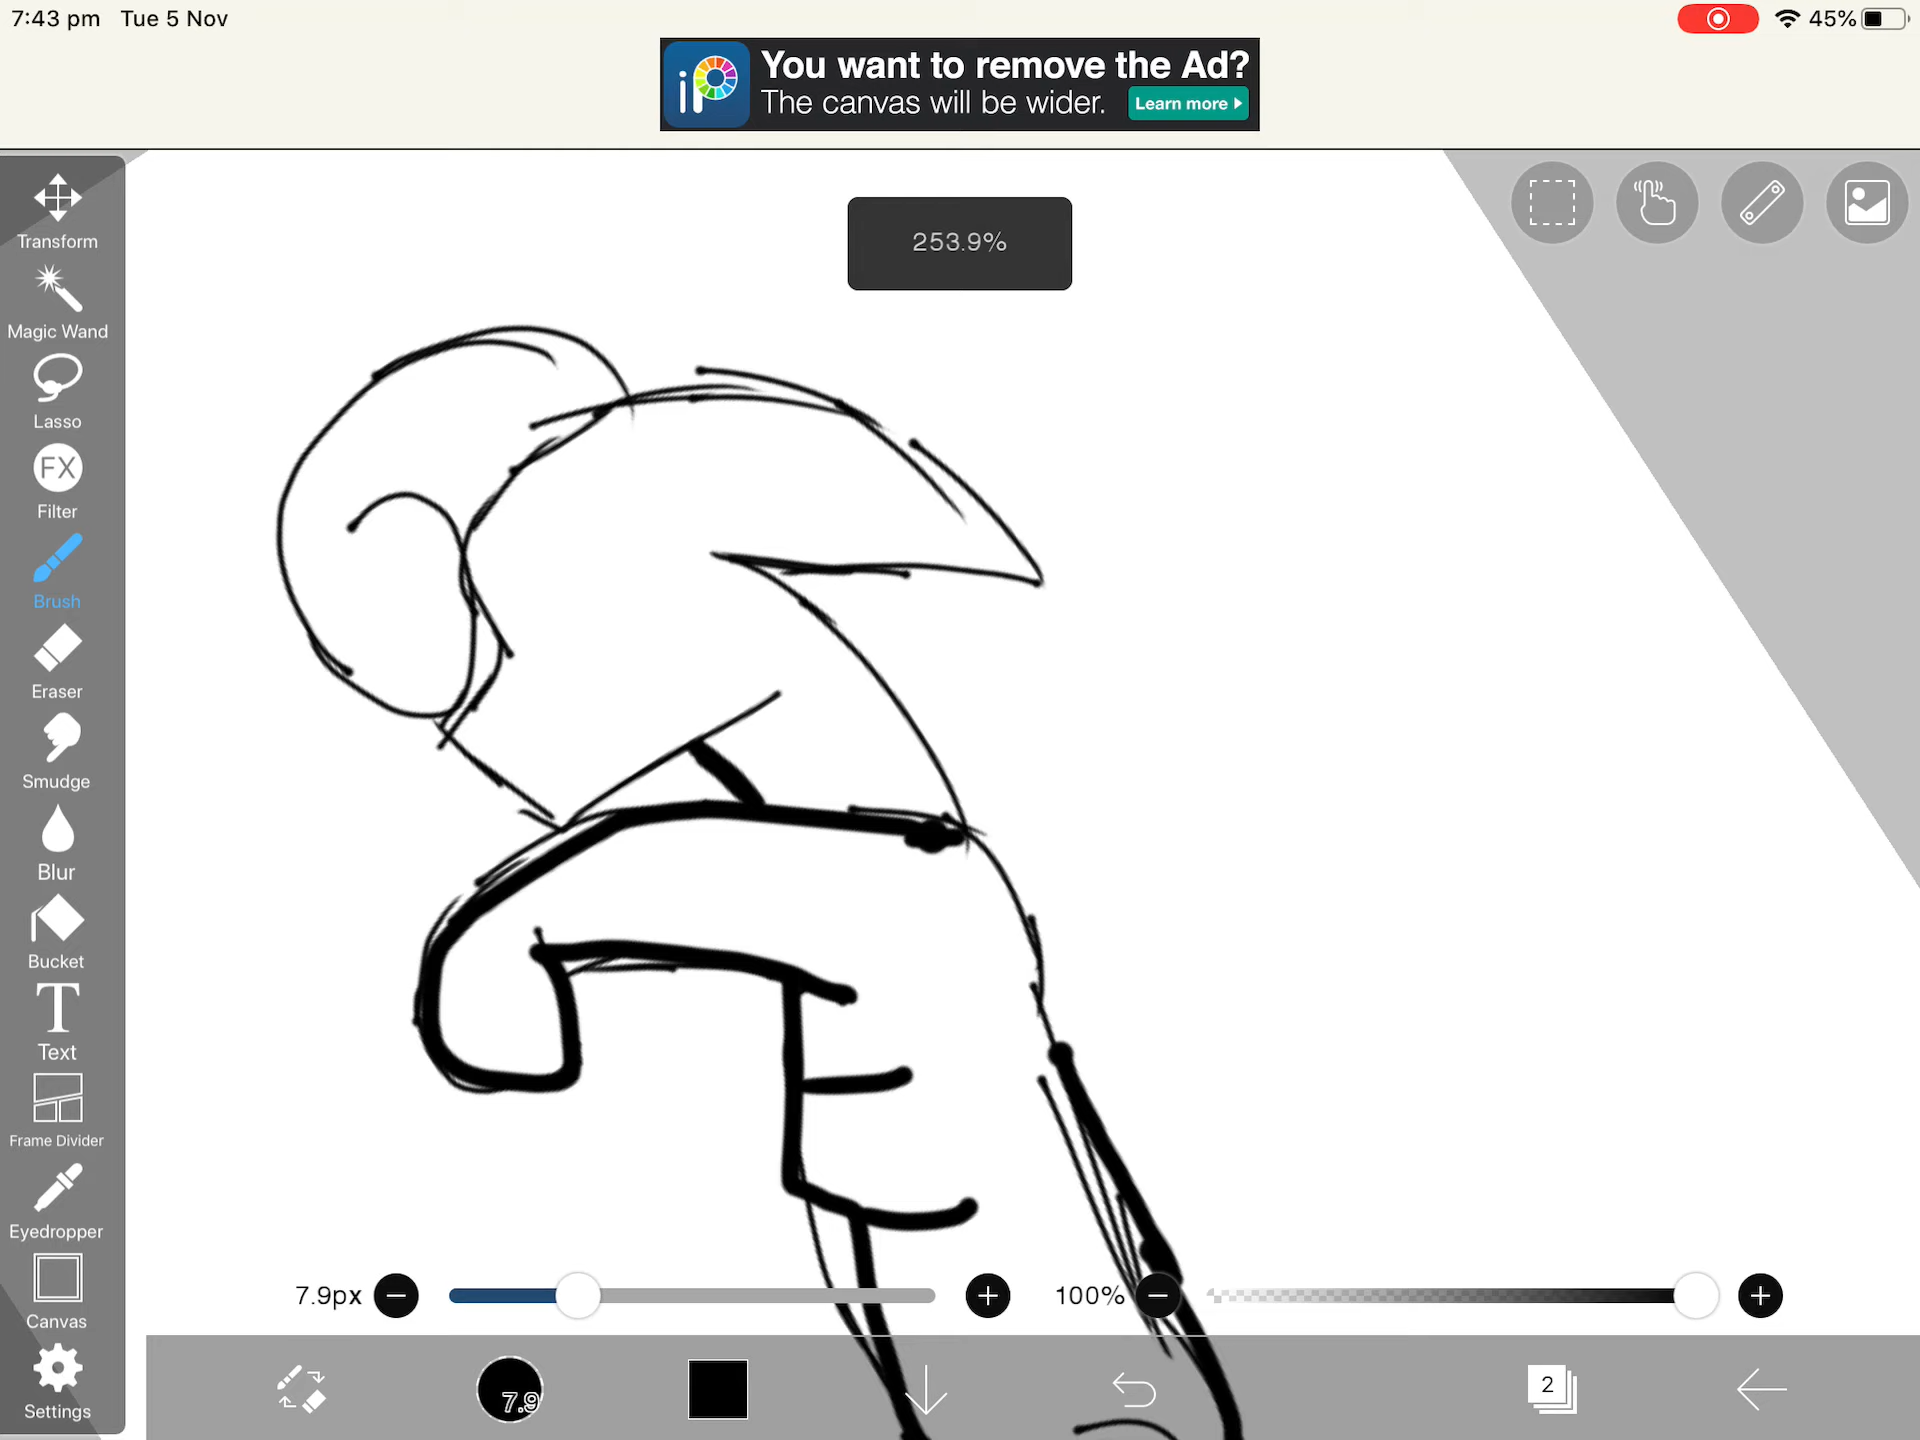 7:43 pm Tue 5 Nov
45%
iP
You want to remove the Ad?
The canvas will be wider.
Learn more
253.9%
Transform
Magic Wand
Lasso
FX
Filter
Brush
Eraser
Smudge
Blur
Bucket
T
Text
Frame Divider
Eyedropper
Canvas
Settings
7.9px
100%
7.9
2